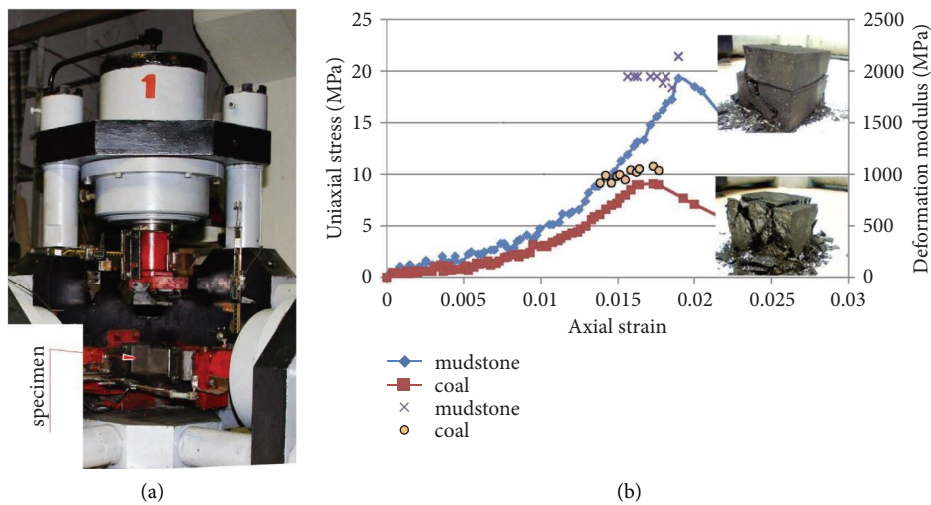 1
specimen
(a)
Uniaxial stress (MPa)
25
20
15
10
5
0
2500
2000
1500
1000
500
0
Deformation modulus (MPa)
0 0.005 0.01 0.015 0.02 0.025 0.03
Axial strain
mudstone
coal
mudstone
coal
(b)